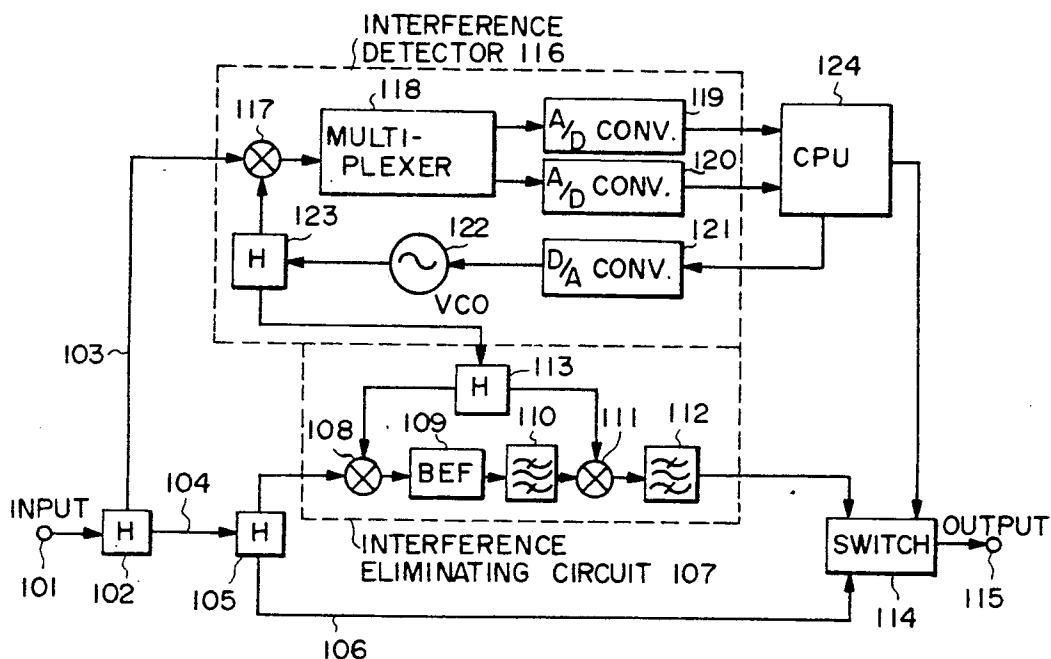 INTERFERENCE
DETECTOR 116
117
118
119
124
MULTI-
PLEXER
A/D CONV.
CPU
120
A/D CONV.
123
122
121
H
VCO
D/A CONV.
103
H
113
108
109
110
111
112
BEF
INPUT
104
101
H
102
H
105
INTERFERENCE
ELIMINATING CIRCUIT 107
106
SWITCH
114
OUTPUT
115